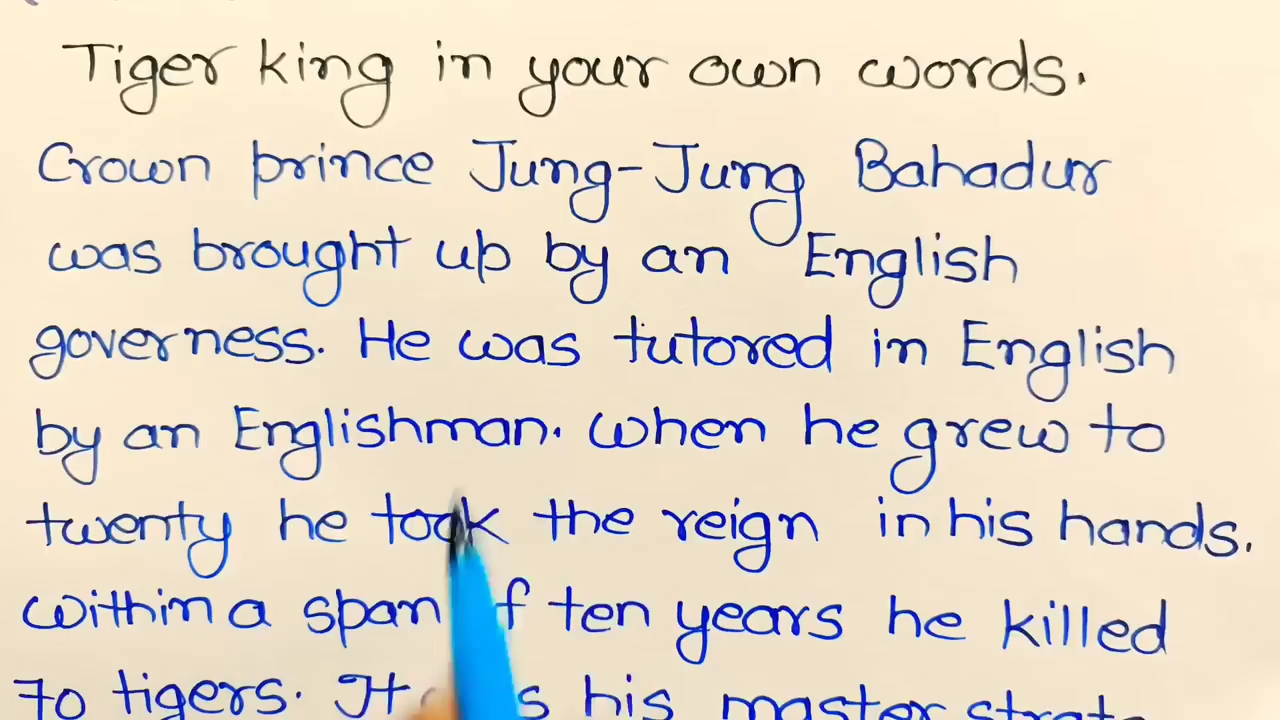 Tiger king in your own words.
Crown prince Jung-Jung Bahadur
was brought up by an English
governess. He was tutored in English
by an Englishman. When he grew to
twenty he took the reign in his hands.
Within a span of ten years he killed
70 tigers. his master